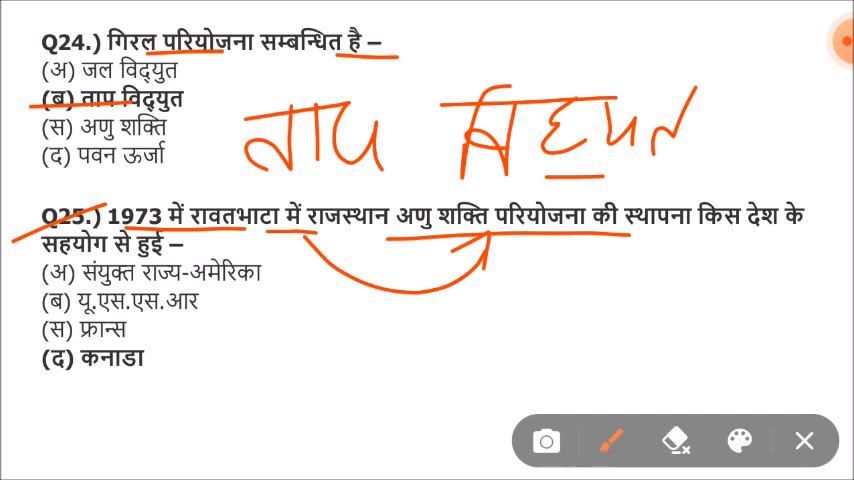 Q24.) गिरल परियोजना सम्बन्धित है –
(अ) जल विद्युत
(ब) ताप विद्युत
(स) अणु शक्ति
(द) पवन ऊर्जा
ताप विद्युत
Q25.) 1973 में रावतभाटा में राजस्थान अणु शक्ति परियोजना की स्थापना किस देश के
सहयोग से हुई –
(अ) संयुक्त राज्य-अमेरिका
(ब) यू.एस.एस.आर
(स) फ्रान्स
(द) कनाडा